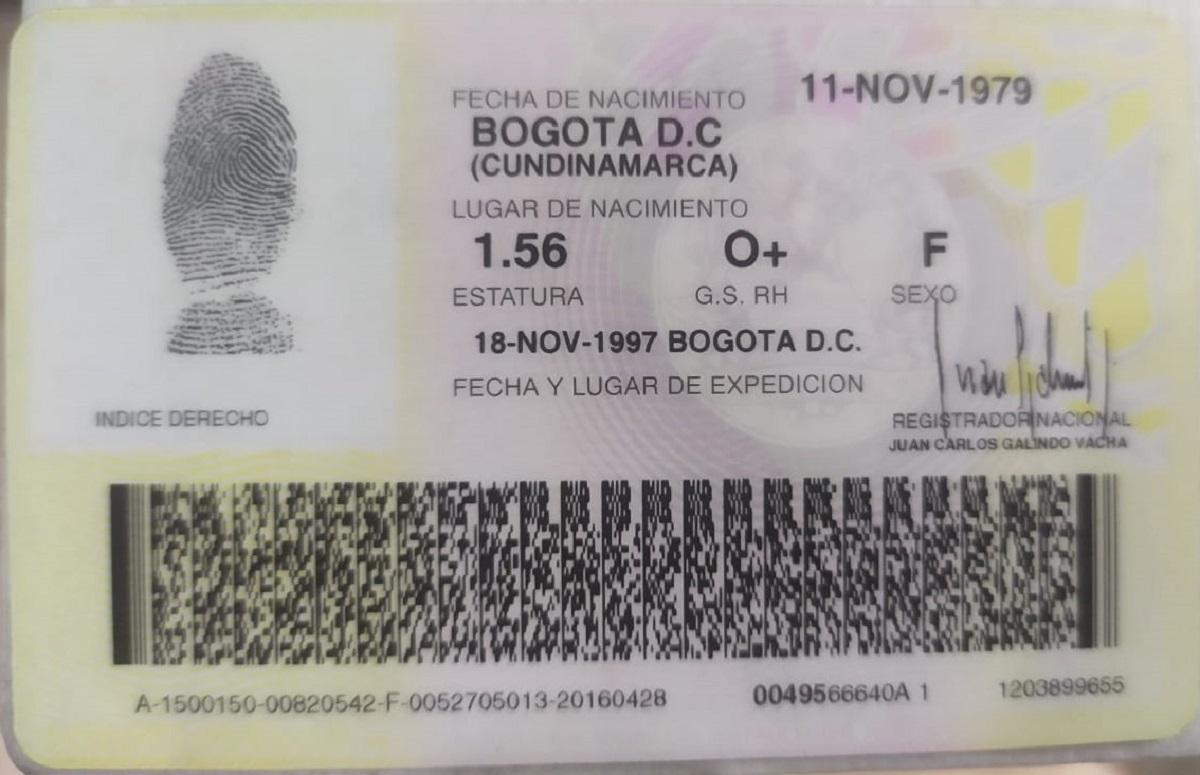 FECHA DE NACIMIENTO 11-NOV-1979
BOGOTA D.C
(CUNDINAMARCA)
LUGAR DE NACIMIENTO
1.56 O+ F
ESTATURA G.S. RH SEXO
18-NOV-1997 BOGOTA D.C.
FECHA Y LUGAR DE EXPEDICION
INDICE DERECHO
REGISTRADOR NACIONAL
JUAN CARLOS GALINDO VACHA
A-1500150-00820542-F-0052705013-20160428 0049566640A 1 1203899655